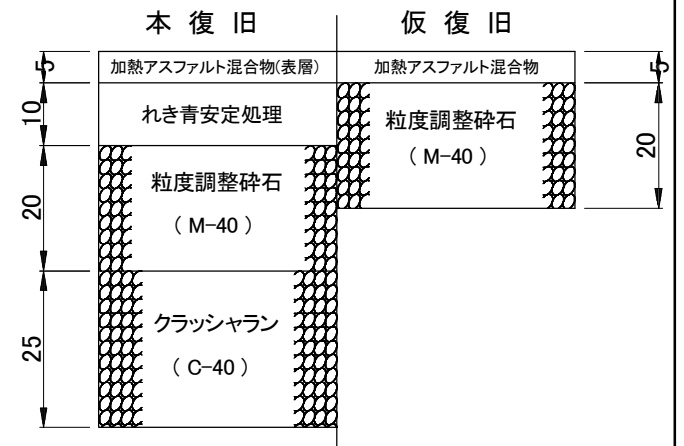 本復旧
仮復旧
5
加熱アスファルト混合物(表層)
加熱アスファルト混合物
5
10
れき青安定処理
粒度調整砕石
( M-40 )
20
20
粒度調整砕石
( M-40 )
25
クラッシャラン
( C-40 )